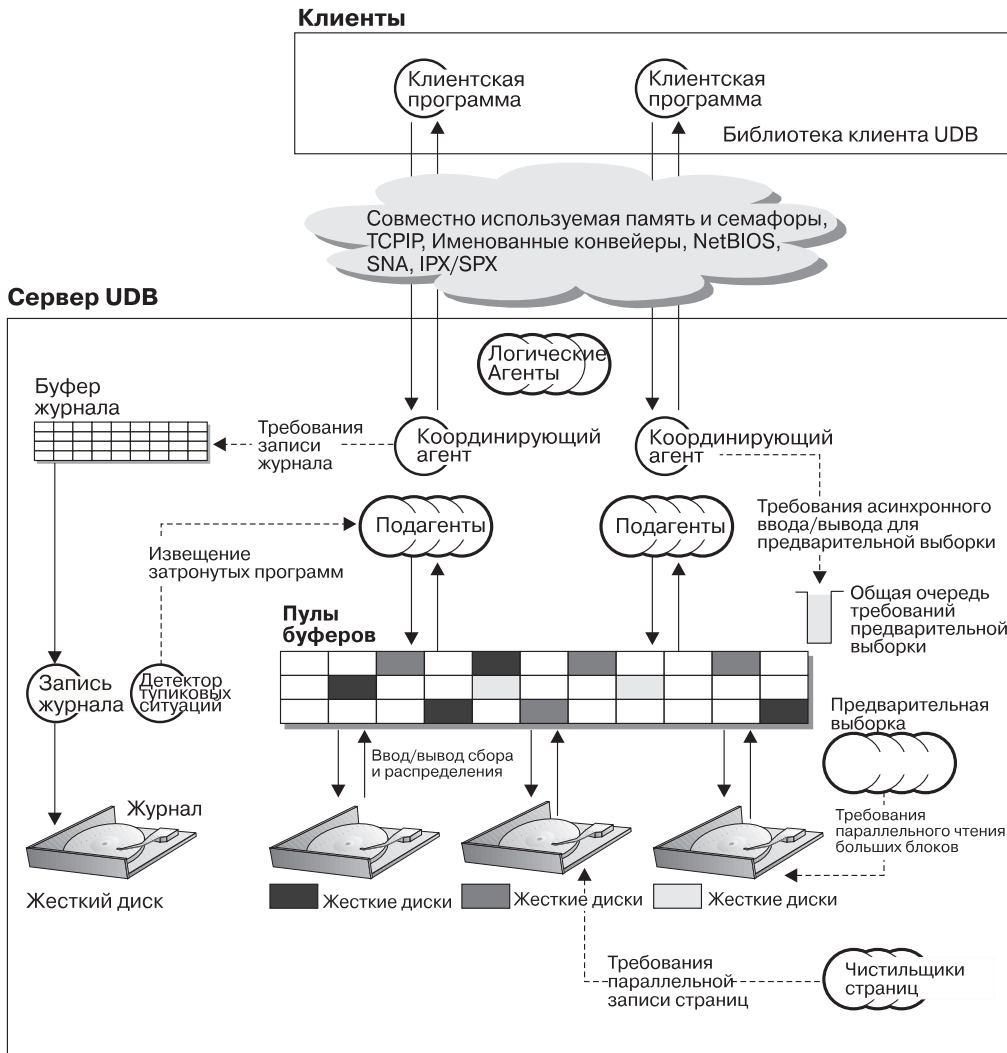 Клиенты
Клиентская
программа
Клиентская
программа
Библиотека клиента UDB
Совместно используемая память и семафоры,
TCPIP, Именованные конвейеры, NetBIOS,
SNA, IPX/SPX
Сервер UDB
Логические
Агенты
Буфер
журнала
Требования
записи
журнала
Координирующий
агент
Координирующий
агент
Подагенты
Подагенты
Требования асинхронного
ввода/вывода для
предварительной выборки
Извещение
затронутых программ
Общая очередь
требований
предварительной
выборки
Пулы
буферов
Запись
журнала
Детектор
тупиковых
ситуаций
Предварительная
выборка
Ввод/вывод сбора
и распределения
Журнал
Требования
параллельного чтения
больших блоков
Жесткий диск
Жесткие диски
Жесткие диски
Жесткие диски
Требования
параллельной
записи страниц
Чистильщики
страниц